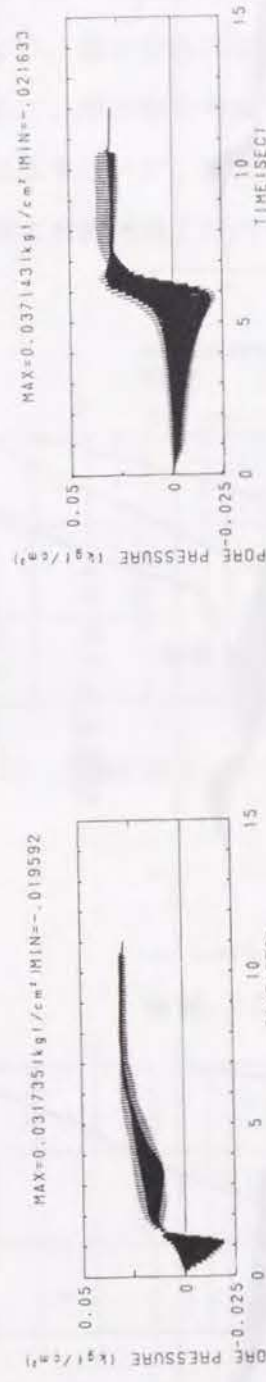 MAX=0.031735(kgf/cm²)MIN=-.019592
PORE PRESSURE (kgf/cm²)
0.05
0
-0.025
0
5
10
15
MAX=0.037143(kgf/cm²)MIN=-.021633
PORE PRESSURE (kgf/cm²)
0.05
0
-0.025
0
5
10
15
TIME(SEC)